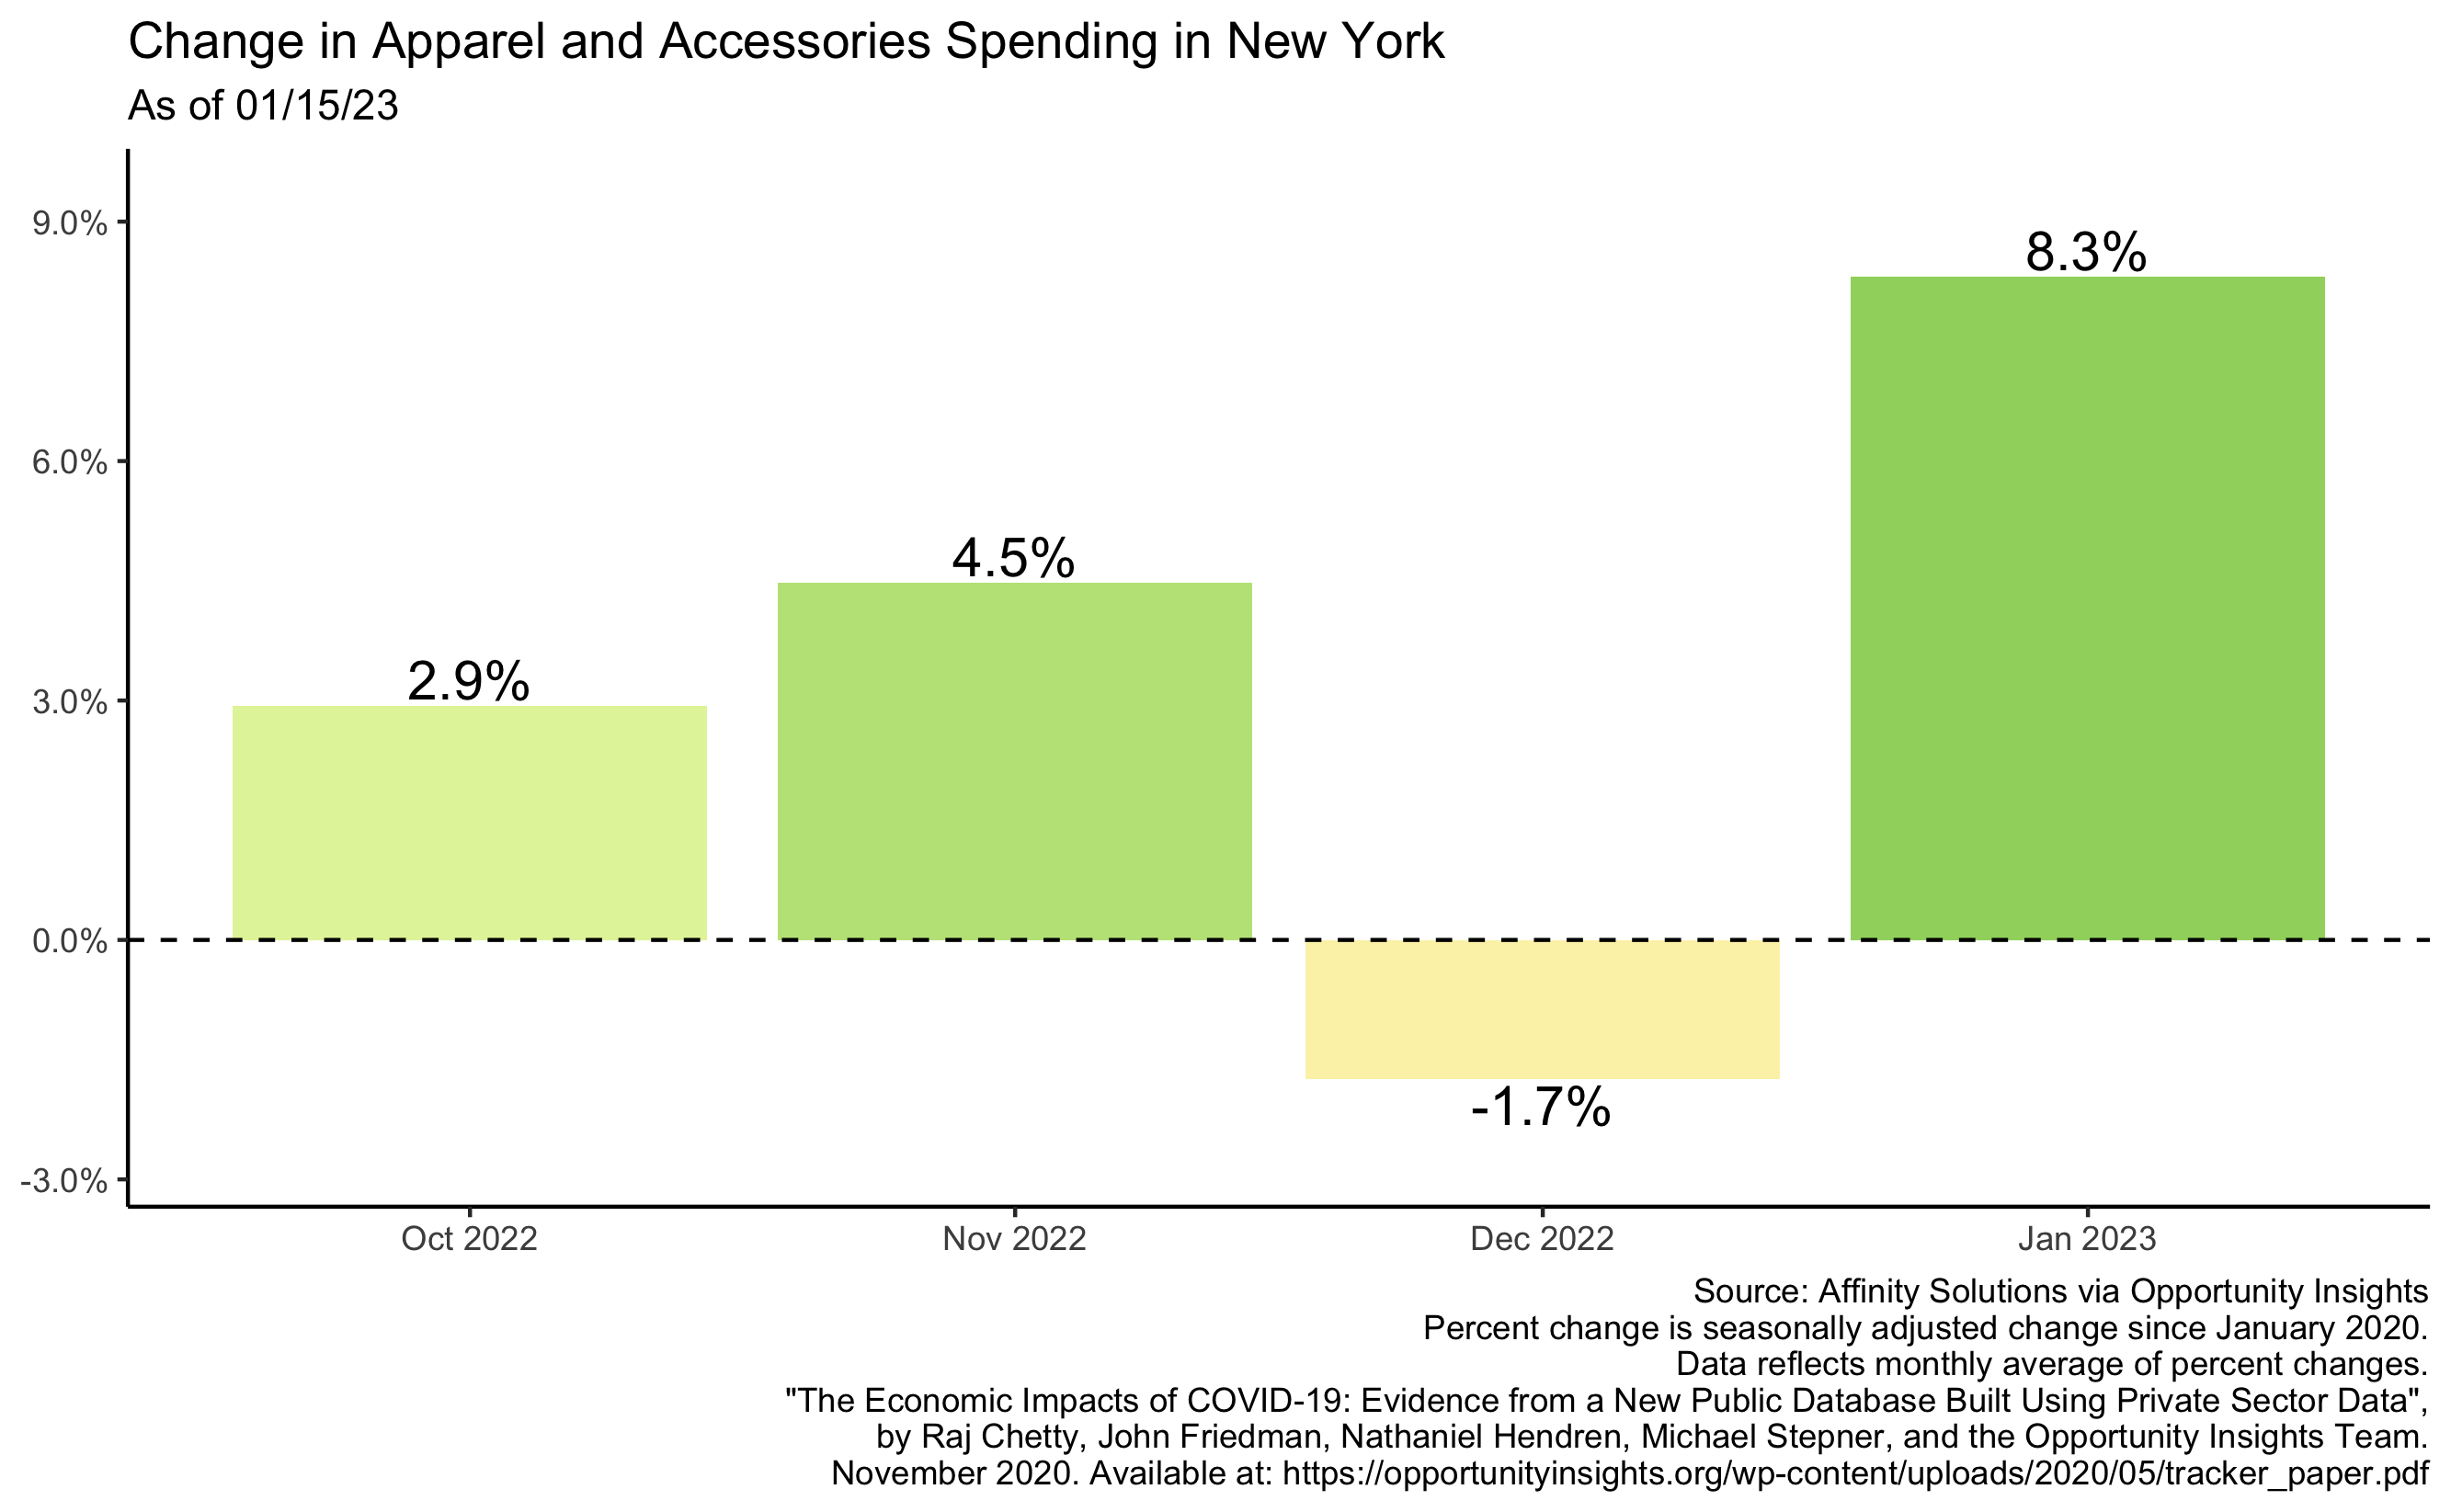 Change in Apparel and Accessories Spending in New York
As of 01/15/23
9.0%
6.0%
3.0%
0.0%
-3.0%
2.9%
4.5%
-1.7%
8.3%
Oct 2022
Nov 2022
Dec 2022
Jan 2023
Source: Affinity Solutions via Opportunity Insights
Percent change is seasonally adjusted change since January 2020.
Data reflects monthly average of percent changes.
"The Economic Impacts of COVID-19: Evidence from a New Public Database Built Using Private Sector Data",
by Raj Chetty, John Friedman, Nathaniel Hendren, Michael Stepner, and the Opportunity Insights Team.
November 2020. Available at: https://opportunityinsights.org/wp-content/uploads/2020/05/tracker_paper.pdf